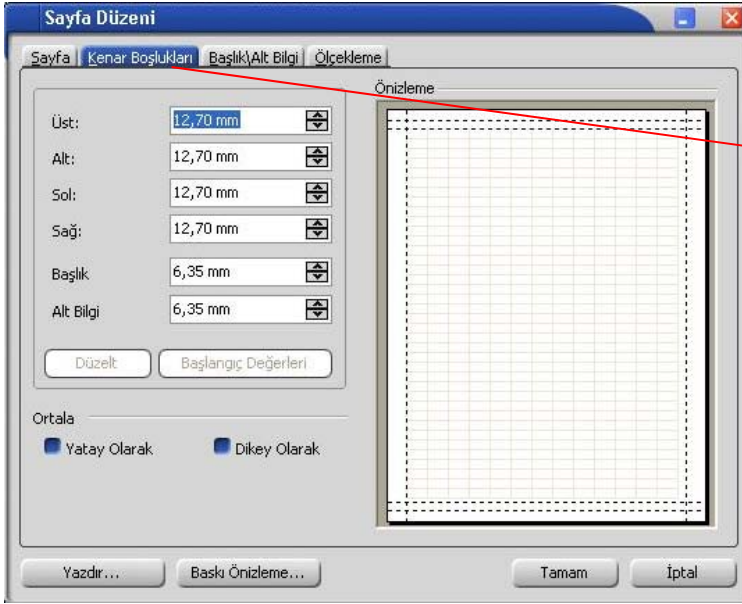 Sayfa Düzeni
Sayfa Kenar Boşlukları Başlık\Alt Bilgi Ölçekleme
Önizleme
Üst: 12,70 mm
Alt: 12,70 mm
Sol: 12,70 mm
Sağ: 12,70 mm
Başlık 6,35 mm
Alt Bilgi 6,35 mm
Düzelt Başlangıç Değerleri
Ortala
Yatay Olarak Dikey Olarak
Yazdır... Baskı Önizleme... Tamam İptal